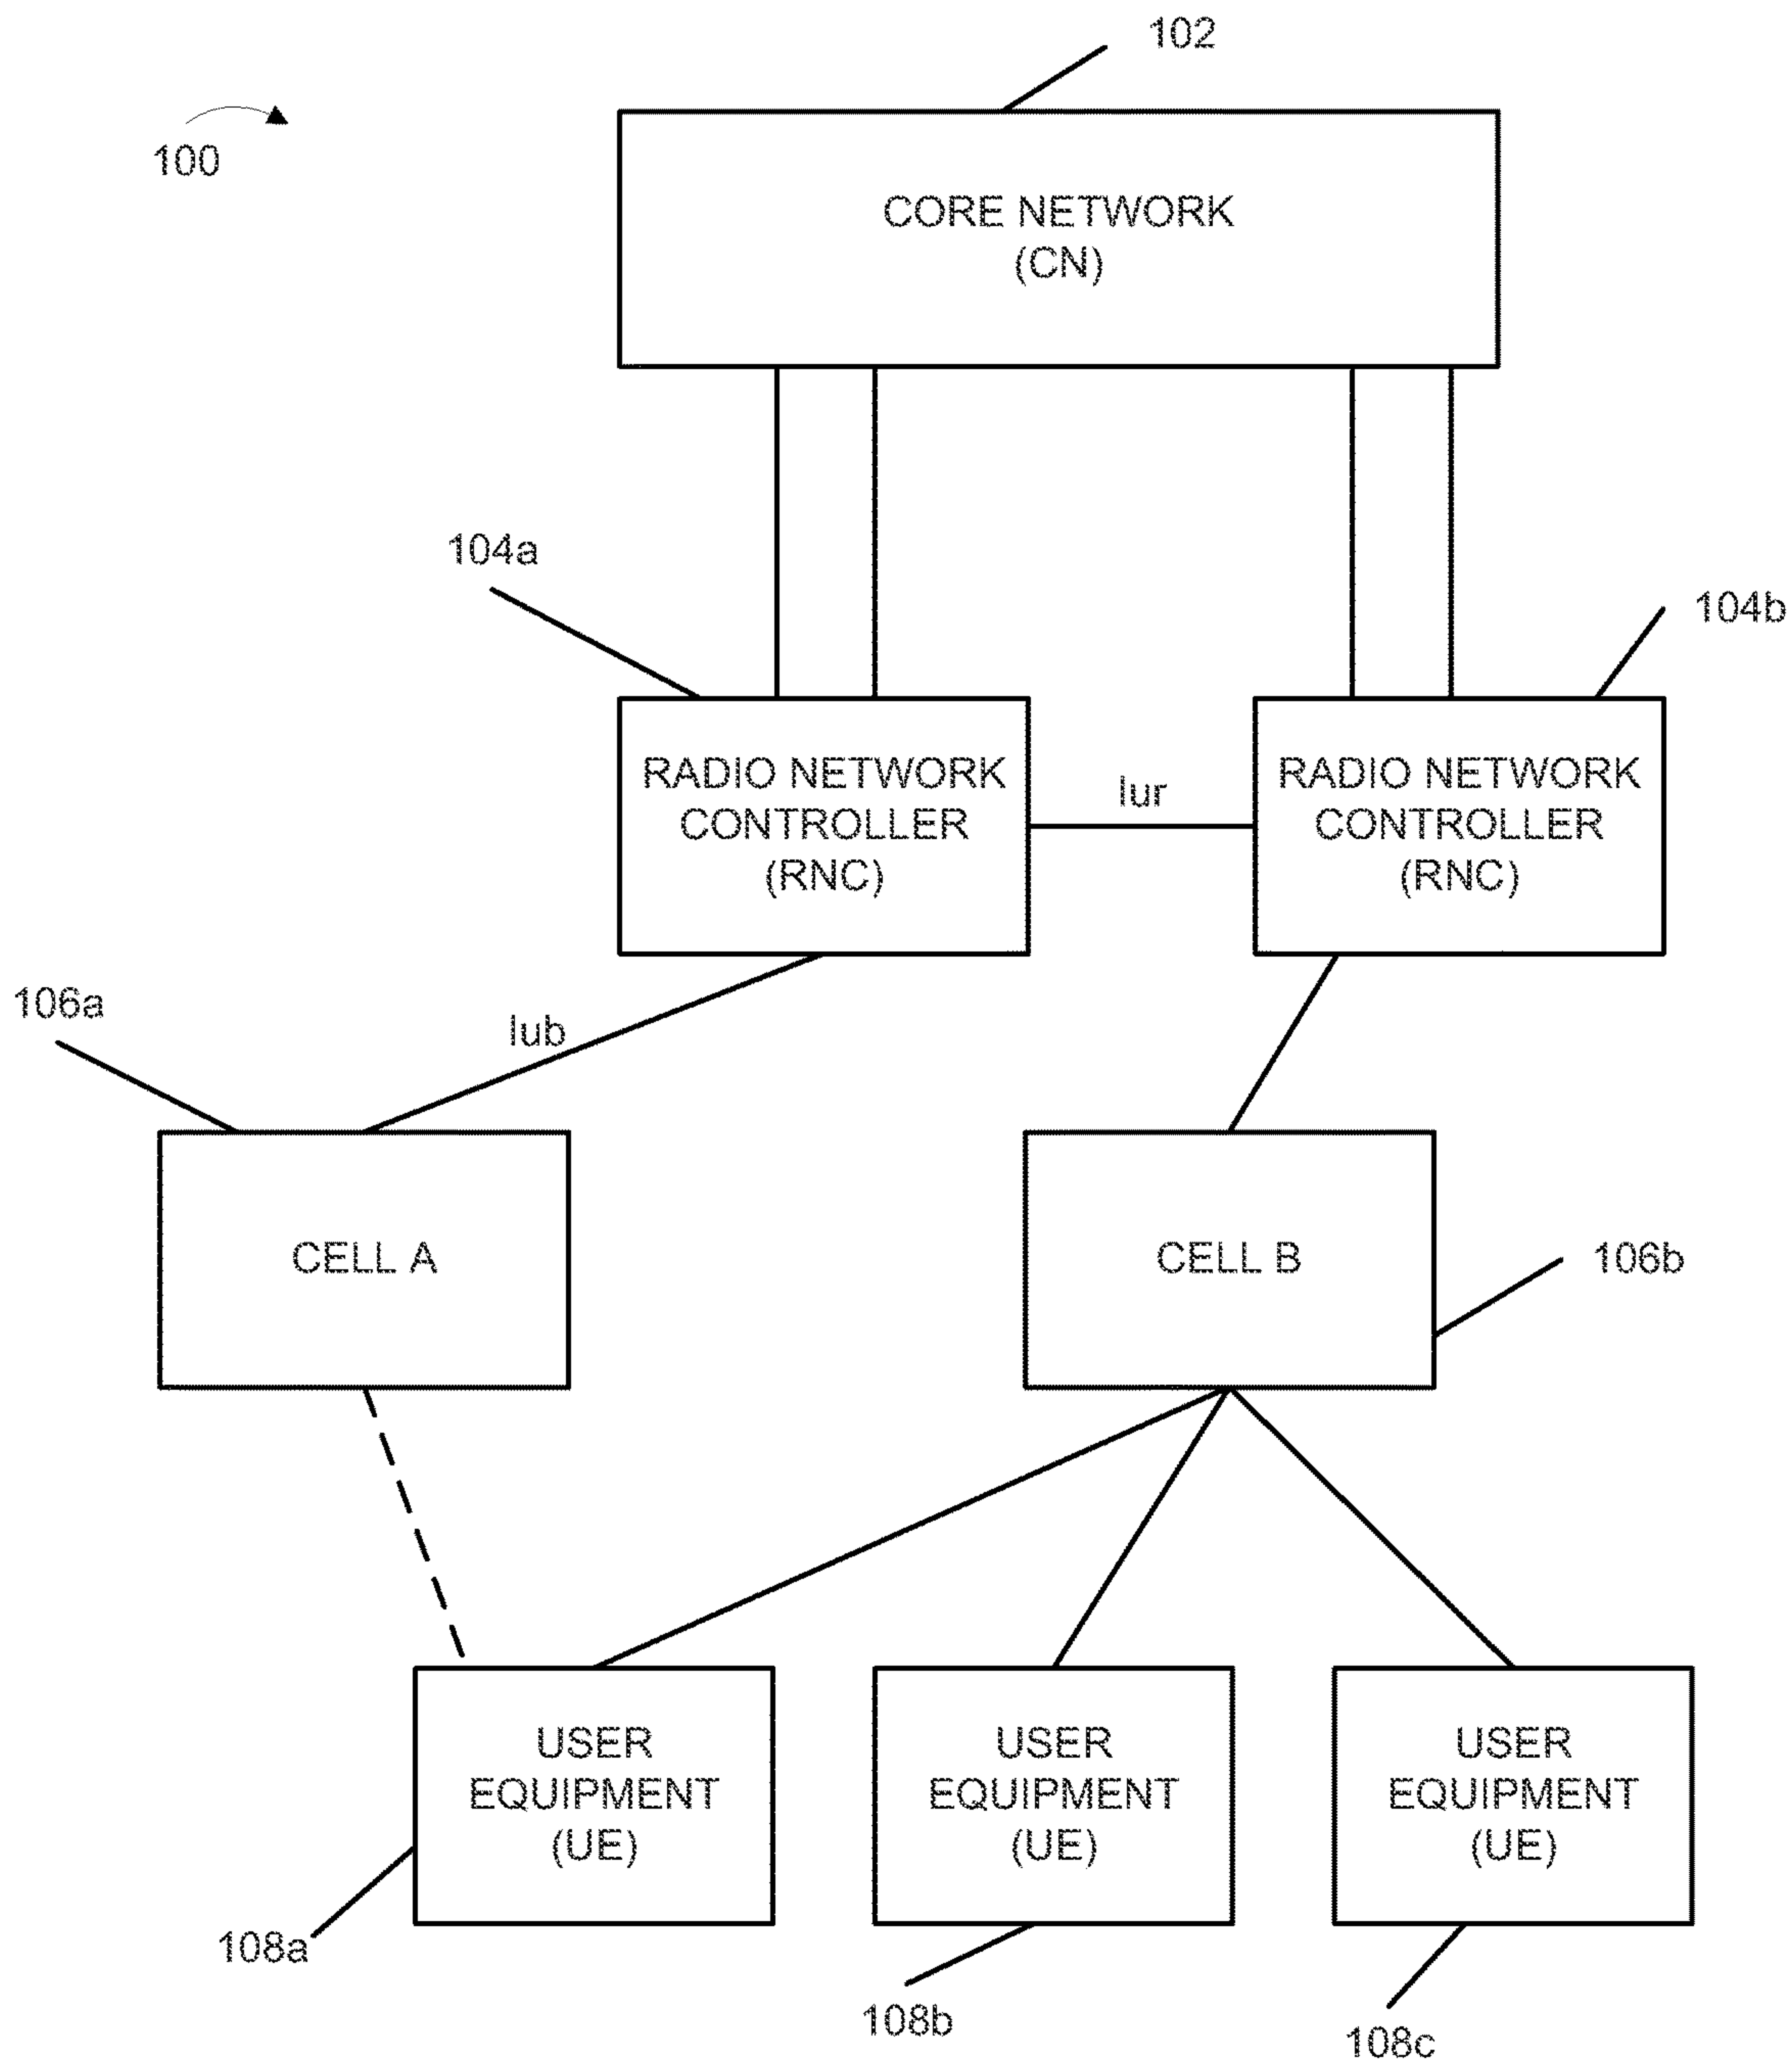 102
100
CORE NETWORK
(CN)
104a
104b
RADIO NETWORK
CONTROLLER
(RNC)
Iur
RADIO NETWORK
CONTROLLER
(RNC)
106a
Iub
CELL A
CELL B
106b
USER
EQUIPMENT
(UE)
USER
EQUIPMENT
(UE)
USER
EQUIPMENT
(UE)
108a
108b
108c